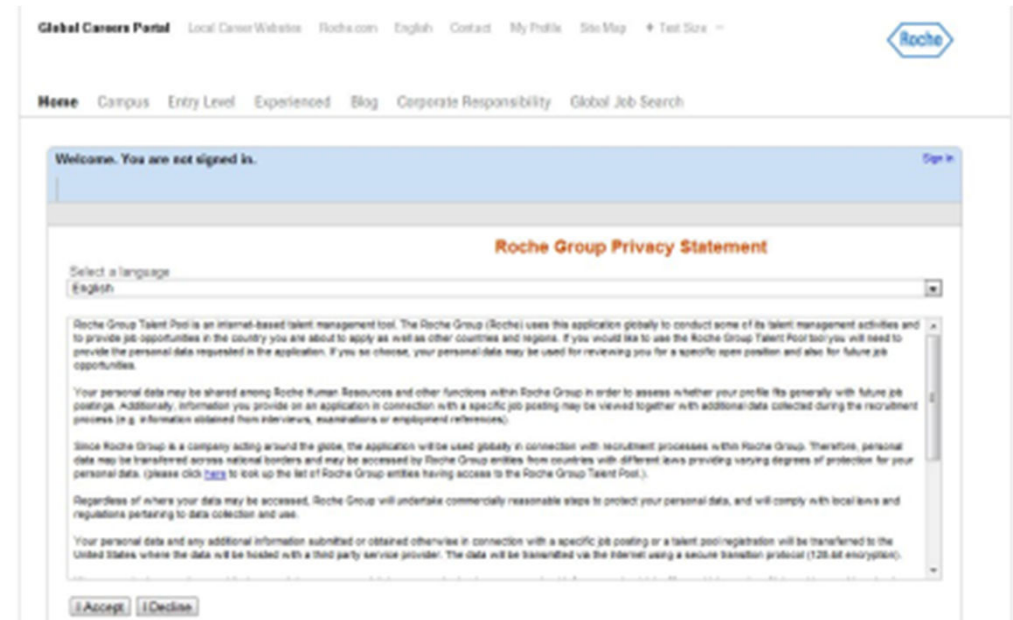 Global Careers Portal Local Career Websites Roche.com English Contact My Profile Site Map + Text Size -
Roche
Home Campus Entry Level Experienced Blog Corporate Responsibility Global Job Search
Welcome. You are not signed in.
Sign In
Roche Group Privacy Statement
Select a language
English
Roche Group Talent Pool is an internet-based talent management tool. The Roche Group (Roche) uses this application globally to conduct some of its talent management activities and
to provide job opportunities in the country you are about to apply as well as other countries and regions. If you would like to use the Roche Group Talent Pool tool you will need to
provide the personal data requested in the application. If you so choose, your personal data may be used for reviewing you for a specific open position and also for future job
opportunities.
Your personal data may be shared among Roche Human Resources and other functions within Roche Group in order to assess whether your profile fits generally with future job
postings. Additionally, information you provide on an application in connection with a specific job posting may be viewed together with additional data collected during the recruitment
process (e.g. information obtained from interviews, examinations or employment references).
Since Roche Group is a company acting around the globe, the application will be used globally in connection with recruitment processes within Roche Group. Therefore, personal
data may be transferred across national borders and may be accessed by Roche Group entities from countries with different laws providing varying degrees of protection for your
personal data. (please click here to look up the list of Roche Group entities having access to the Roche Group Talent Pool.).
Regardless of where your data may be accessed, Roche Group will undertake commercially reasonable steps to protect your personal data, and will comply with local laws and
regulations pertaining to data collection and use.
Your personal data and any additional information submitted or obtained otherwise in connection with a specific job posting or a talent pool registration will be transferred to the
United States where the data will be hosted with a third party service provider. The data will be transmitted via the internet using a secure transition protocol (128-bit encryption).
I Accept I Decline